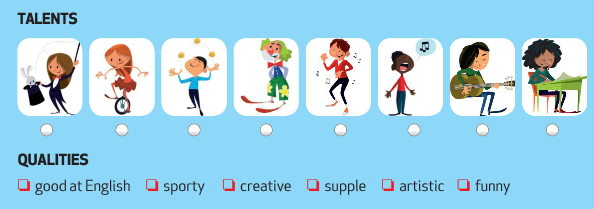 TALENTS
QUALITIES
good at English sporty creative supple artistic funny